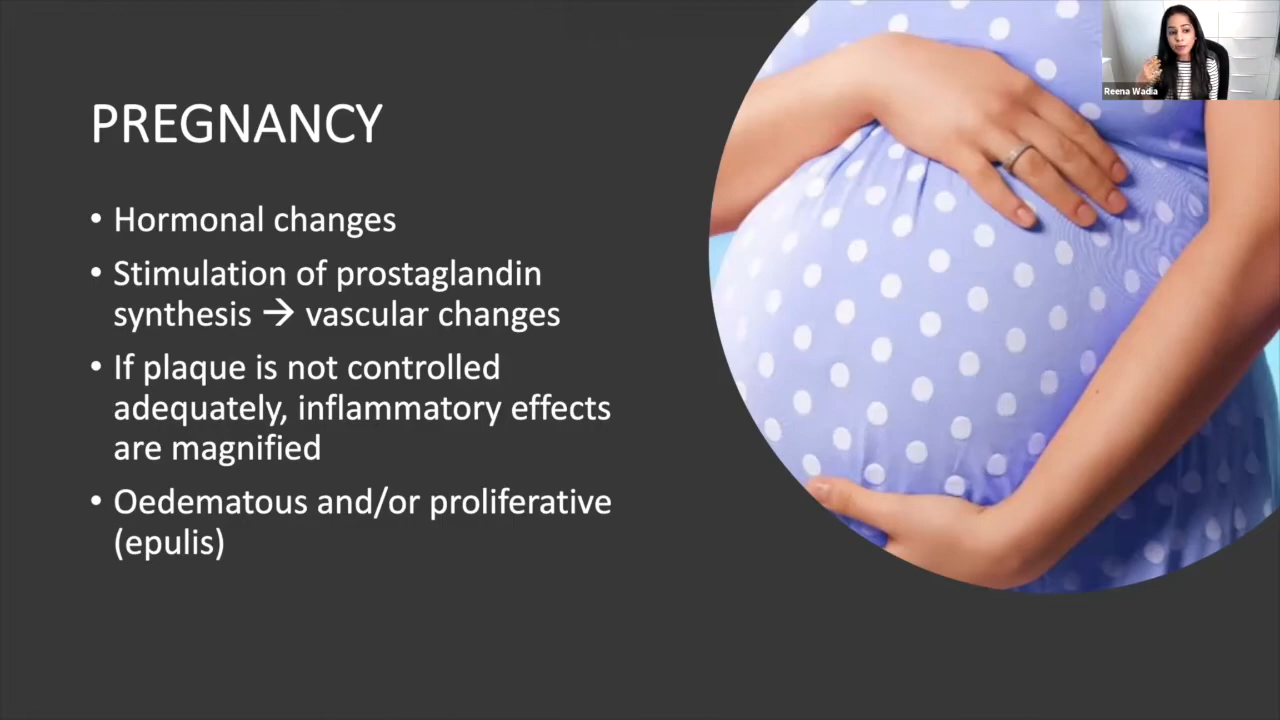 Reena Wadia
PREGNANCY
• Hormonal changes
• Stimulation of prostaglandin
synthesis → vascular changes
• If plaque is not controlled
adequately, inflammatory effects
are magnified
• Oedematous and/or proliferative
(epulis)